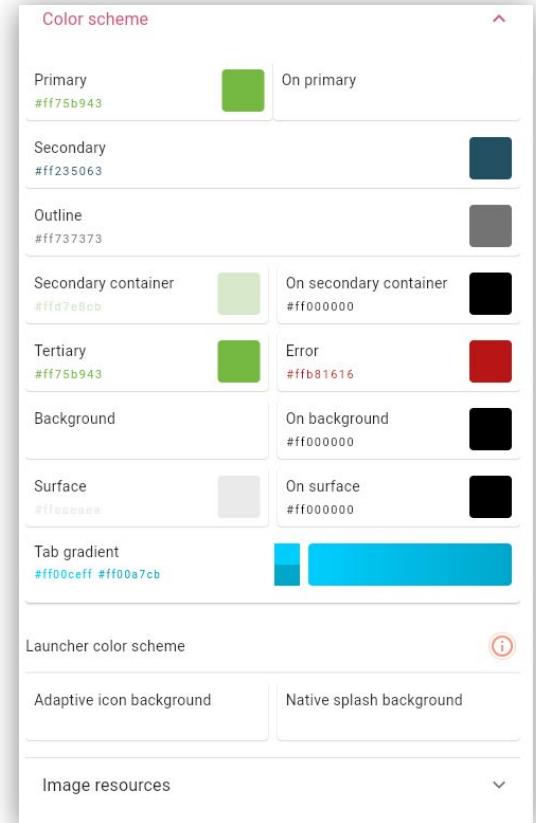 Color scheme
Primary
#ff75b943
On primary
Secondary
#ff235063
Outline
#ff737373
Secondary container
#ffd7e8cb
On secondary container
#ff000000
Tertiary
#ff75b943
Error
#ffb81616
Background
On background
#ff000000
Surface
#ffeaeaea
On surface
#ff000000
Tab gradient
#ff00ceff #ff00a7cb
Launcher color scheme
Adaptive icon background
Native splash background
Image resources